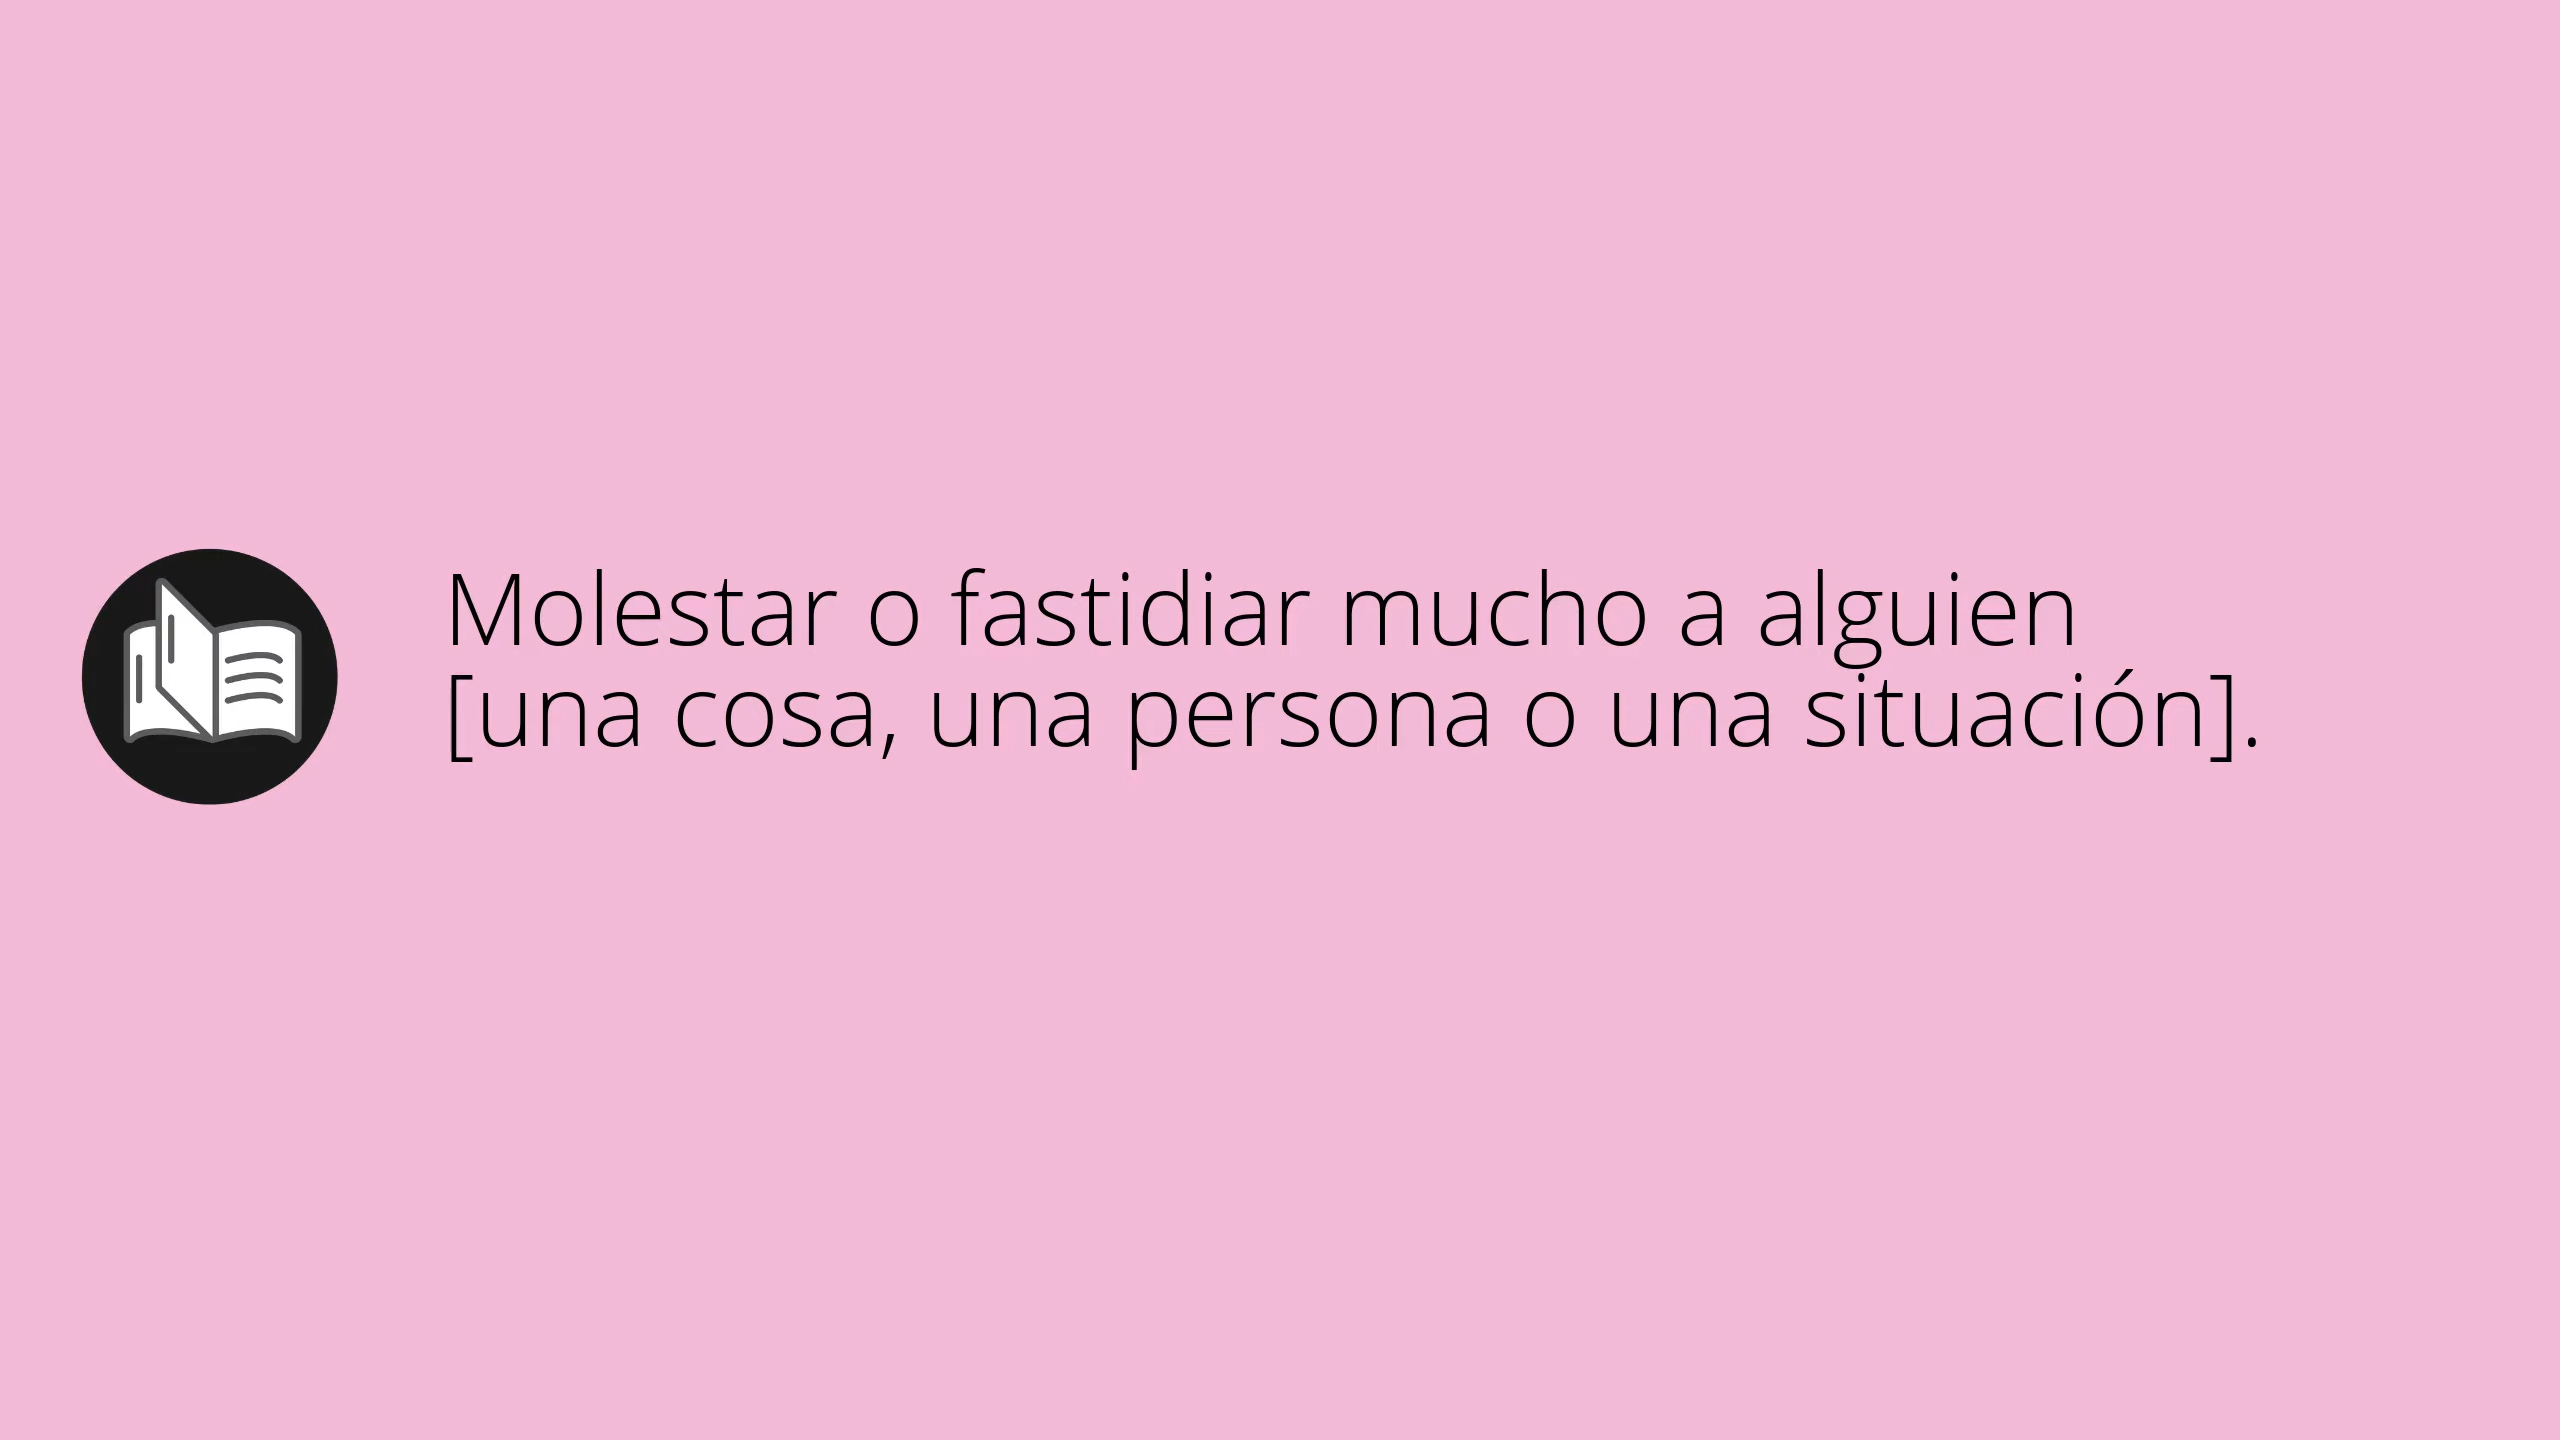 Molestar o fastidiar mucho a alguien
[una cosa, una persona o una situación].